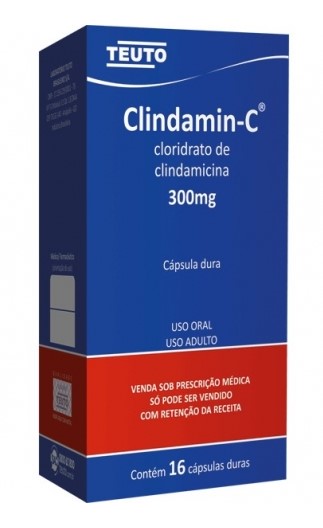 TEUTO
Clindamin-C®
cloridrato de
clindamicina
300mg
Cápsula dura
USO ORAL
USO ADULTO
VENDA SOB PRESCRIÇÃO MÉDICA
SÓ PODE SER VENDIDO
COM RETENÇÃO DA RECEITA
Contém 16 cápsulas duras
TEUTO